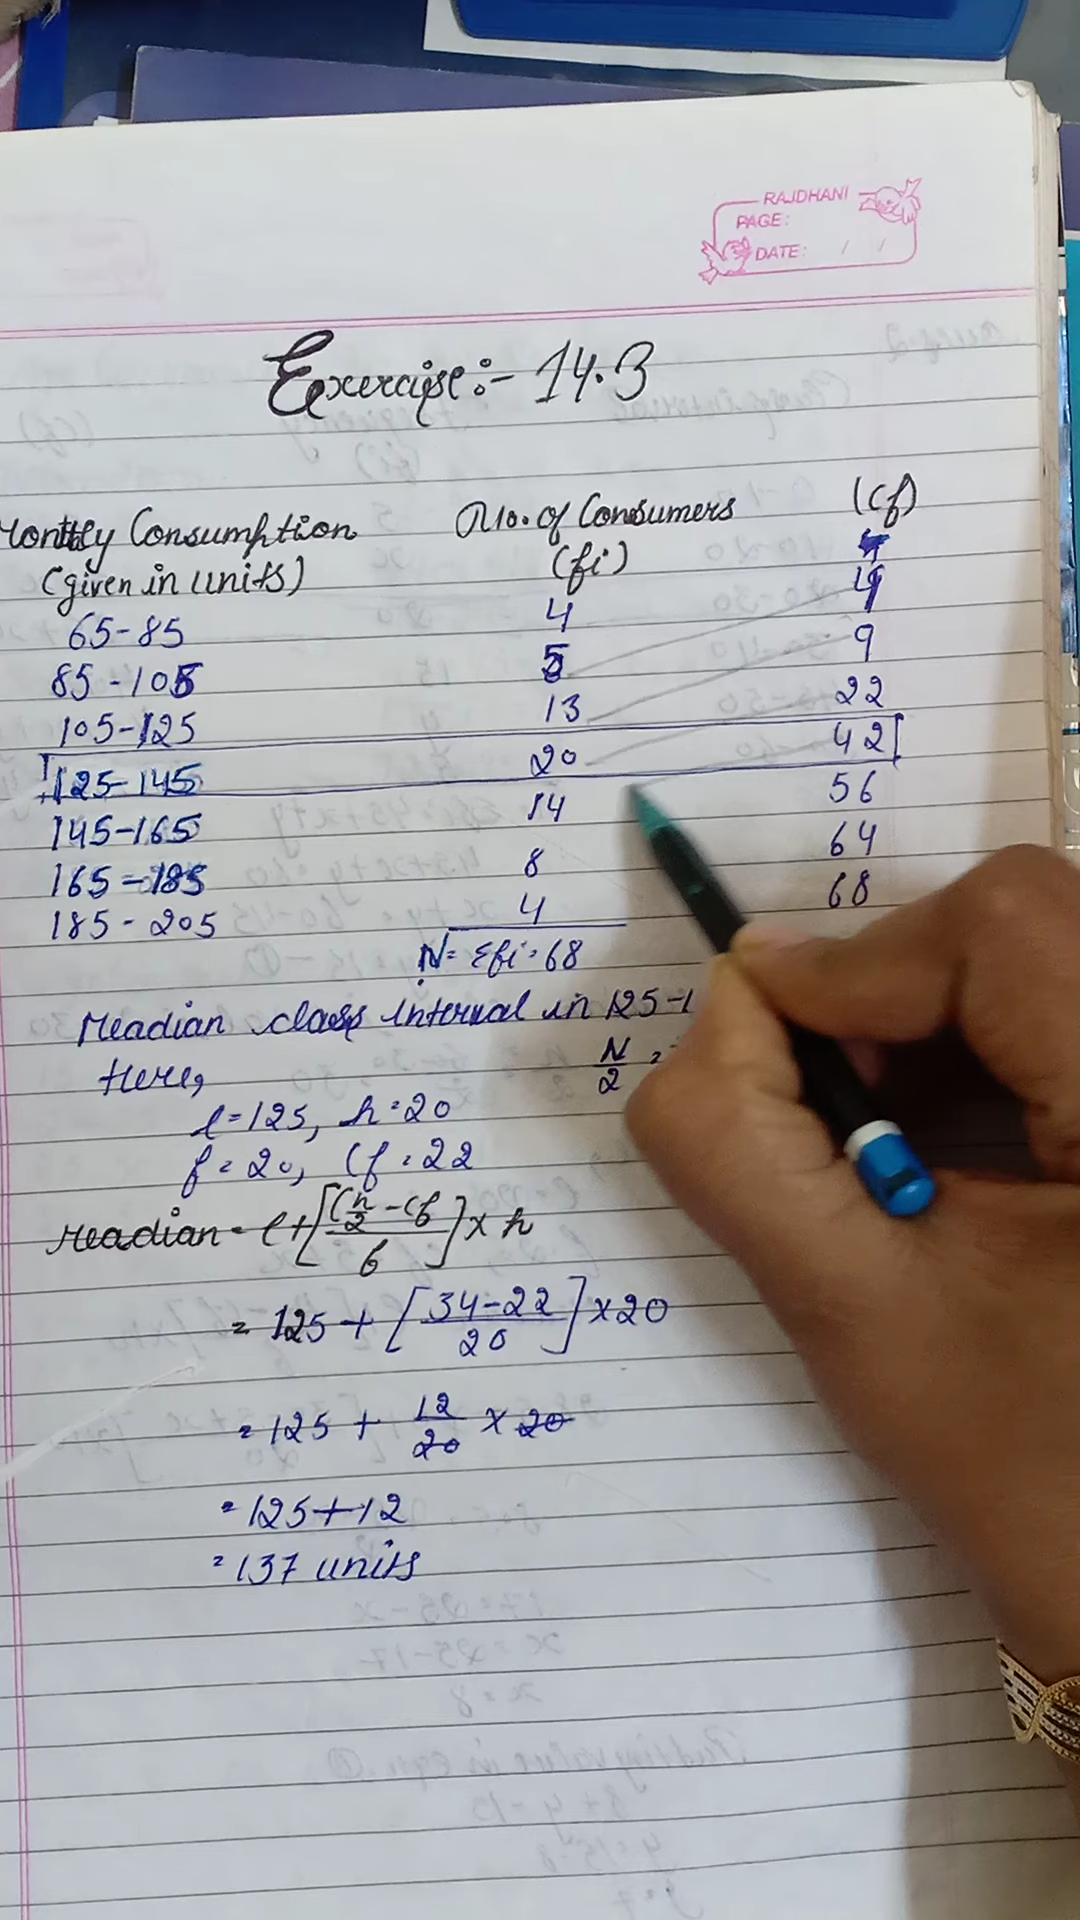 RAJDHANI
PAGE:
DATE: / /
Exercise:- 14.3
Monthly Consumption No. of Consumers (Cf)
(given in units) (fi)
65-85 4 4
85-105 5 9
105-125 13 22
125-145 20 42
145-165 14 56
165-185 8 64
185-205 4 68
N= Σfi=68
Meadian class interval in 125-1
Here, N/2 =
l=125, h=20
f=20, Cf=22
Meadian= l+[(n/2 -cf)/f]×h
= 125+[34-22/20]×20
=125 + 12/20 × 20
=125+12
=137 units